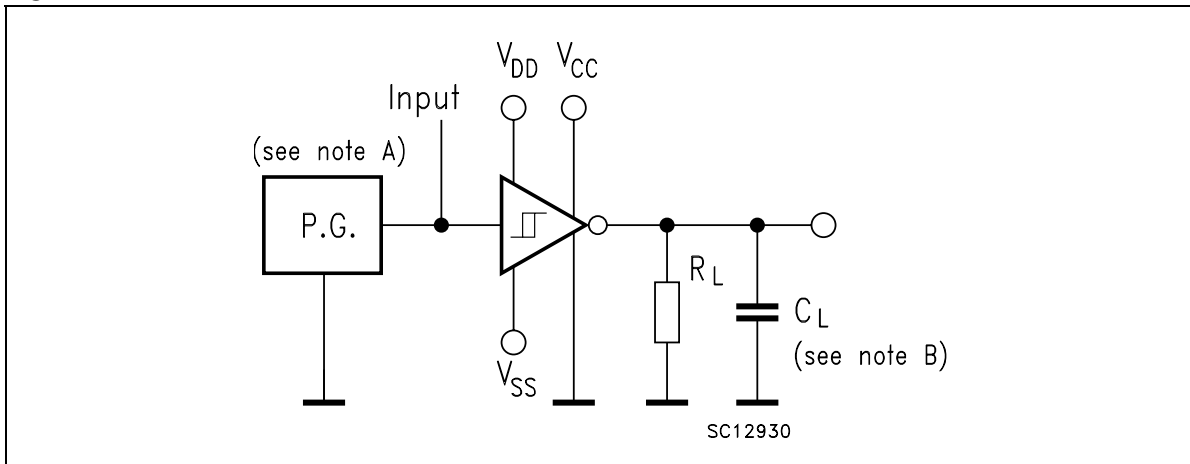 VDD VCC
Input
(see note A)
P.G.
RL
CL
(see note B)
VSS
SC12930